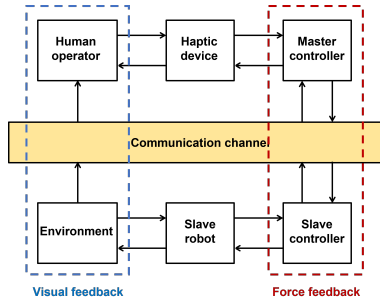 Human
operator
Haptic
device
Master
controller
Communication channel
Environment
Slave
robot
Slave
controller
Visual feedback
Force feedback